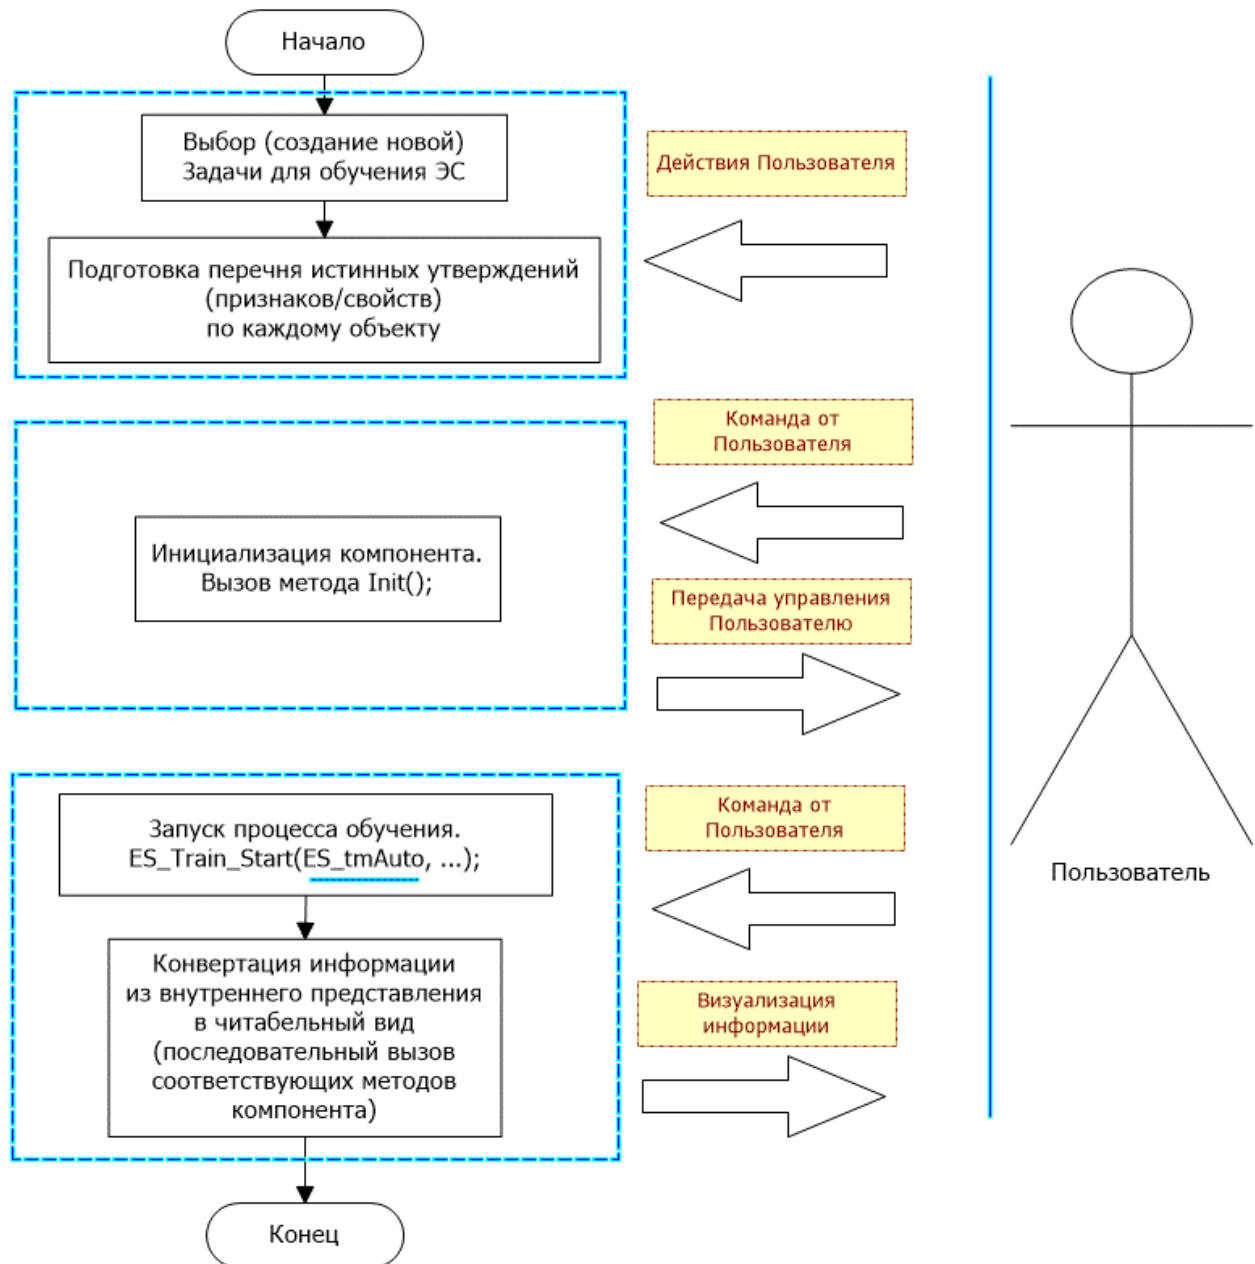 Начало
Выбор (создание новой)
Задачи для обучения ЭС
Действия Пользователя
Подготовка перечня истинных утверждений
(признаков/свойств)
по каждому объекту
Команда от
Пользователя
Инициализация компонента.
Вызов метода Init();
Передача управления
Пользователю
Запуск процесса обучения.
ES_Train_Start(ES_tmAuto, ...);
Команда от
Пользователя
Пользователь
Конвертация информации
из внутреннего представления
в читабельный вид
(последовательный вызов
соответствующих методов
компонента)
Визуализация
информации
Конец